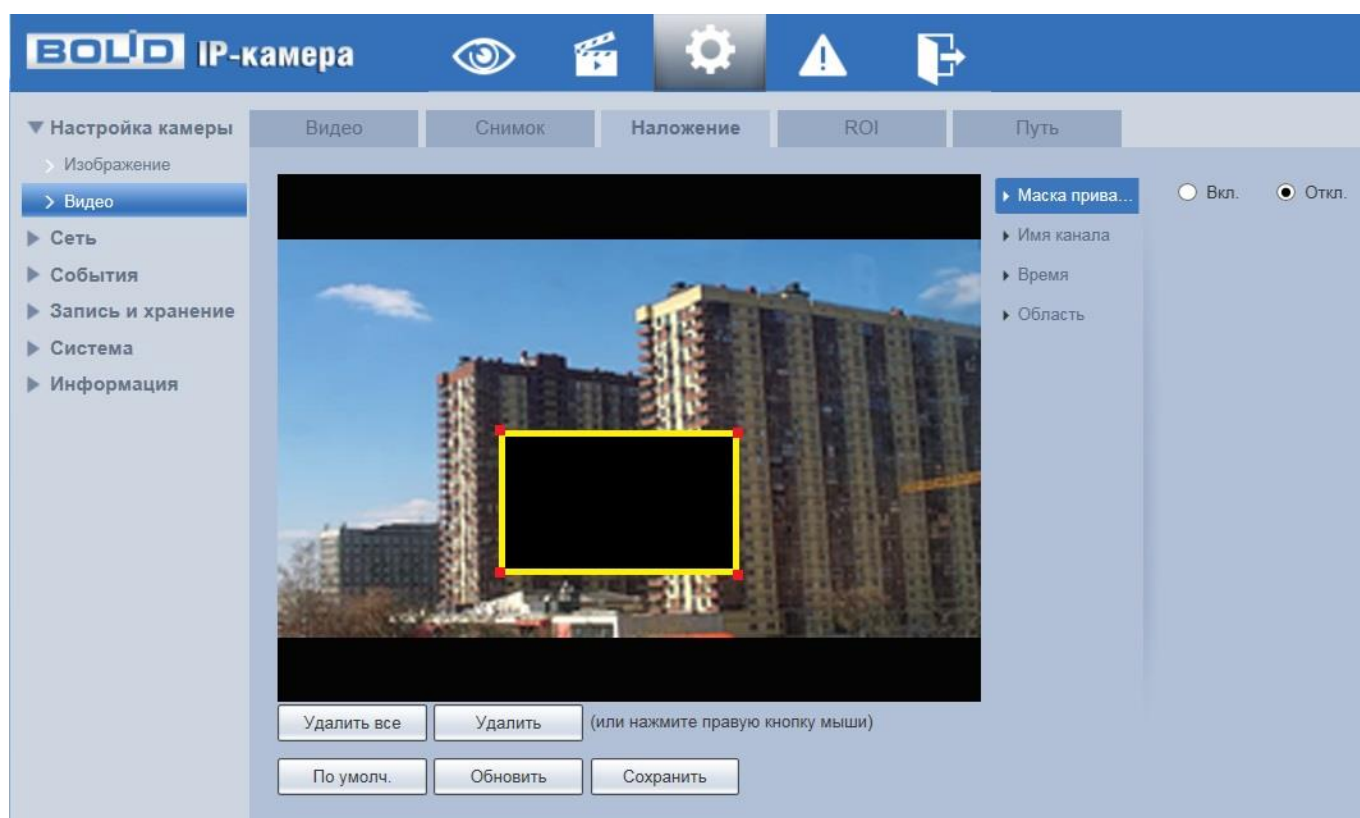 BOLID IP-камера
Настройка камеры
Изображение
Видео
Сеть
События
Запись и хранение
Система
Информация
Видео Снимок Наложение ROI Путь
Маска прива...
Имя канала
Время
Область
Вкл. Откл.
Удалить все Удалить (или нажмите правую кнопку мыши)
По умолч. Обновить Сохранить